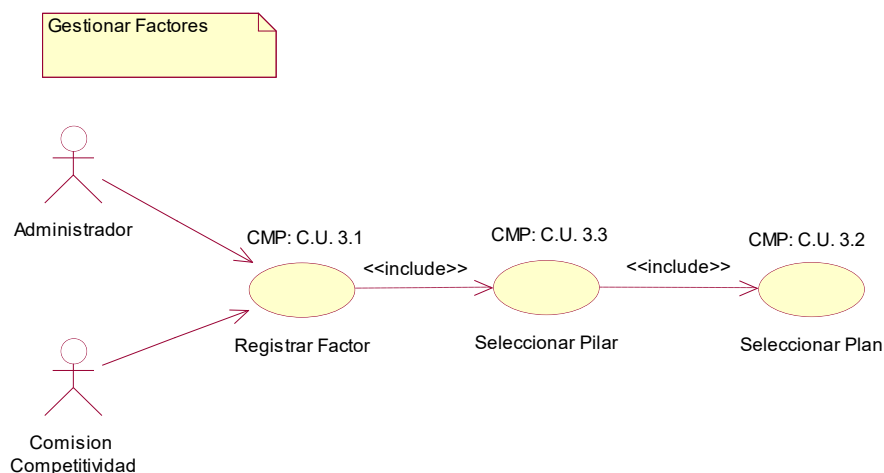 Gestionar Factores
Administrador
CMP: C.U. 3.1
CMP: C.U. 3.3
CMP: C.U. 3.2
<<include>>
<<include>>
Registrar Factor
Seleccionar Pilar
Seleccionar Plan
Comision
Competitividad